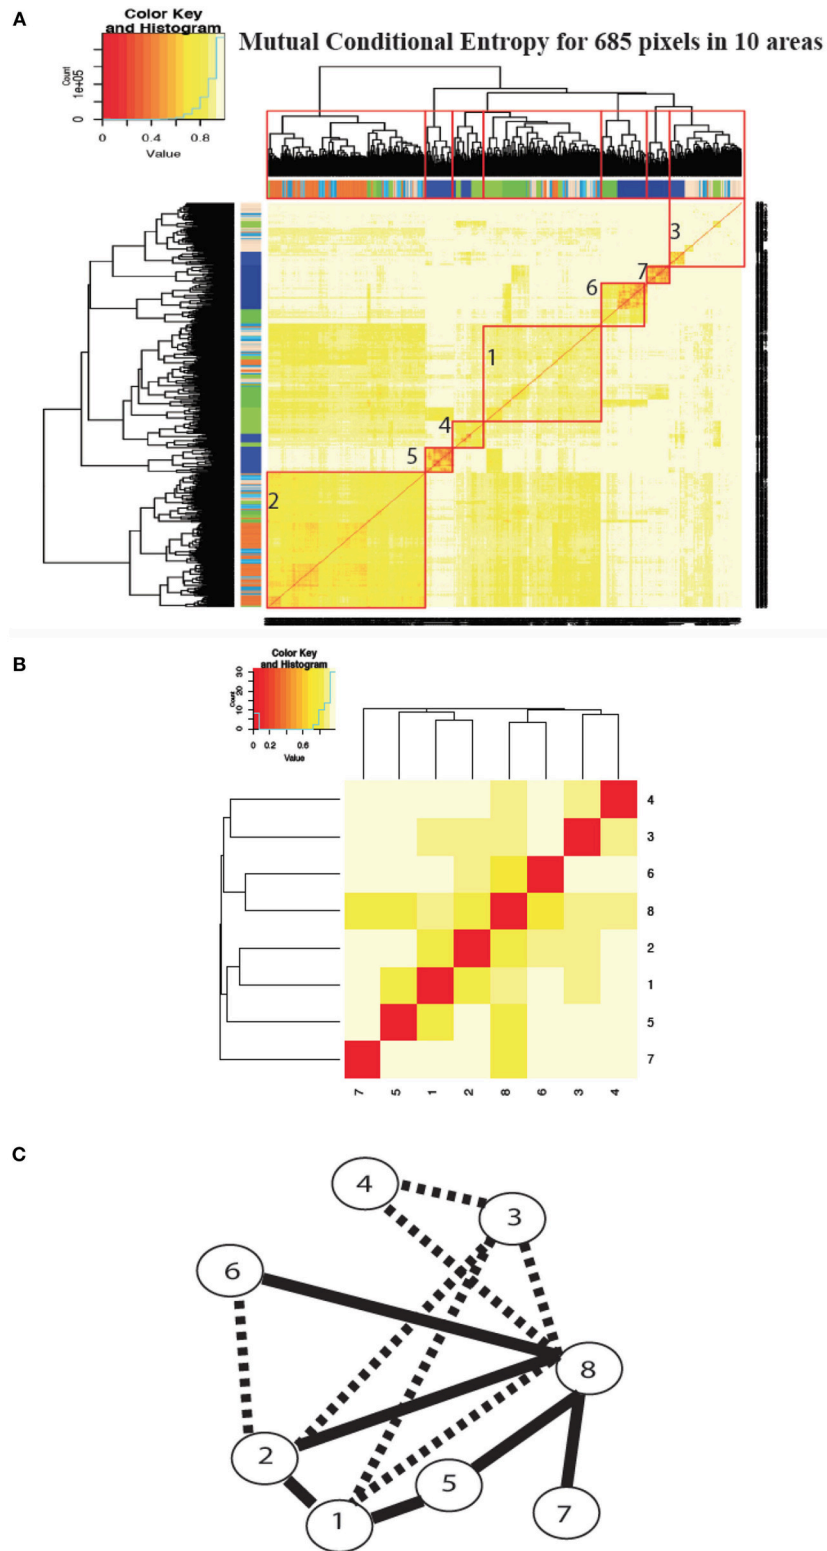 A
Color Key
and Histogram
Mutual Conditional Entropy for 685 pixels in 10 areas
Count
0 1e+05
0 0.4 0.8
Value
3
7
6
1
4
5
2
B
Color Key
and Histogram
Count
0 10 20 30
0 0.2 0.6
Value
4
3
6
8
2
1
5
7
7 5 1 2 8 6 3 4
C
4
3
6
8
2
5
7
1